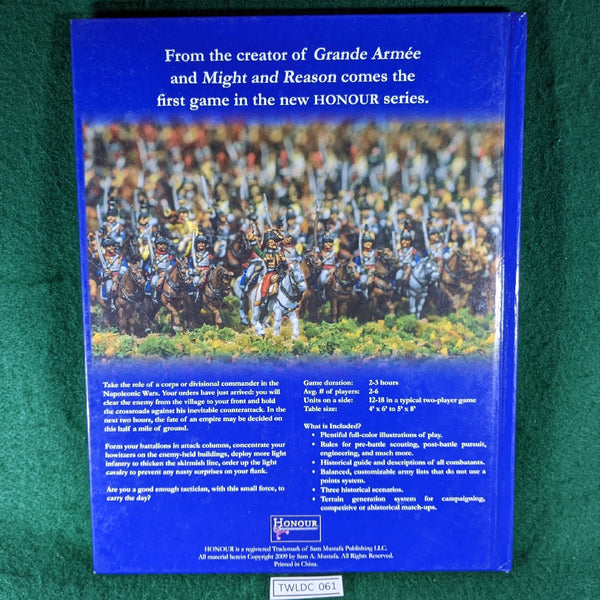 From the creator of Grande Armée
and Might and Reason comes the
first game in the new HONOUR series.
Take the role of a corps or divisional commander in the
Napoleonic Wars. Your orders have just arrived: you will
clear the enemy from the village to your front and hold
the crossroads against his inevitable counterattack. In the
next two hours, the fate of an empire may be decided on
this half a mile of ground.
Form your battalions in attack columns, concentrate your
howitzers on the enemy-held buildings, deploy more light
infantry to thicken the skirmish line, order up the light
cavalry to prevent any nasty surprises on your flank.
Are you a good enough tactician, with this small force, to
carry the day?
Game duration: 2-3 hours
Avg. # of players: 2-6
Units on a side: 12-18 in a typical two-player game
Table size: 4' x 6' to 5' x 8'
What is Included?
• Plentiful full-color illustrations of play.
• Rules for pre-battle scouting, post-battle pursuit,
engineering, and much more.
• Historical guide and descriptions of all combatants.
• Balanced, customizable army lists that do not use a
points system.
• Three historical scenarios.
• Terrain generation system for campaigning,
competitive or ahistorical match-ups.
HONOUR
HONOUR is a registered Trademark of Sam Mustafa Publishing LLC.
All material herein Copyright 2009 by Sam A. Mustafa. All Rights Reserved.
Printed in China.
TWLDC 061